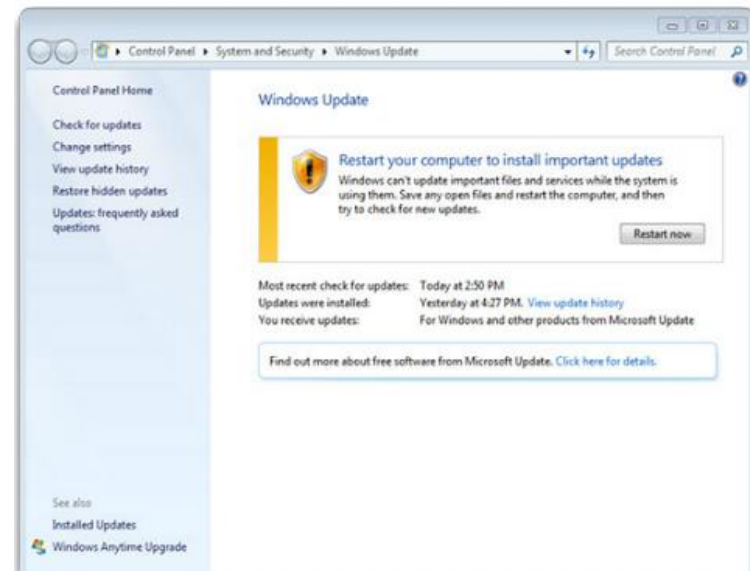 Control Panel ▸ System and Security ▸ Windows Update
Search Control Panel
Control Panel Home
Check for updates
Change settings
View update history
Restore hidden updates
Updates: frequently asked
questions
See also
Installed Updates
Windows Anytime Upgrade
Windows Update
Restart your computer to install important updates
Windows can't update important files and services while the system is
using them. Save any open files and restart the computer, and then
try to check for new updates.
Restart now
Most recent check for updates: Today at 2:50 PM
Updates were installed: Yesterday at 4:27 PM. View update history
You receive updates: For Windows and other products from Microsoft Update
Find out more about free software from Microsoft Update. Click here for details.